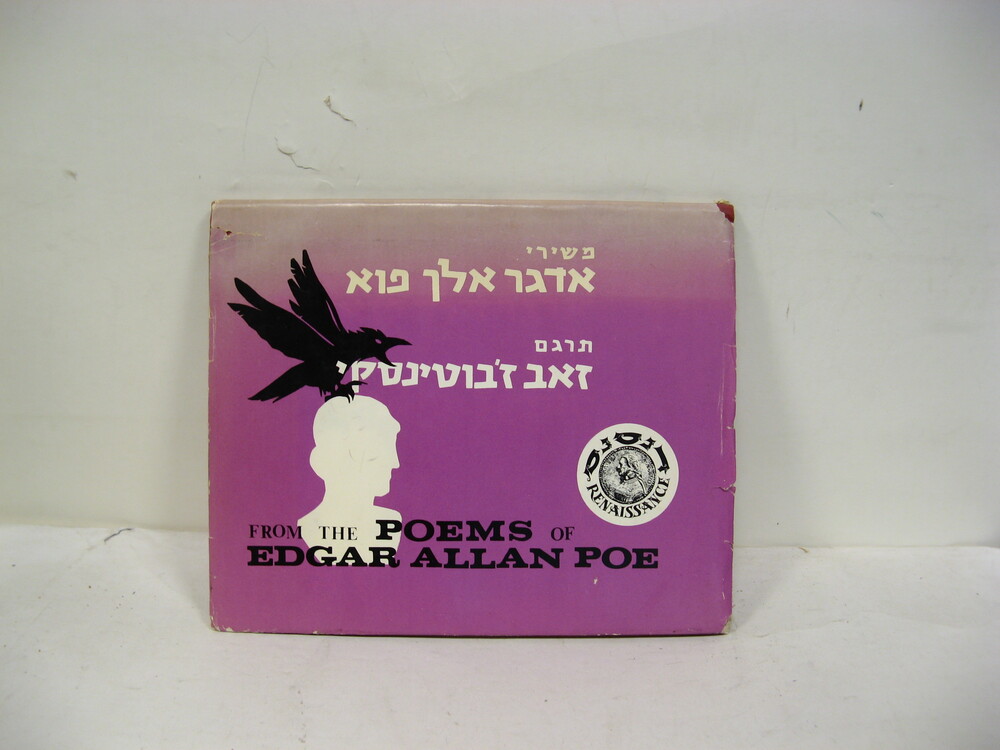 משירי
אדגר אלן פוא
תרגם
זאב ז'בוטינסקי
רנסנס
RENAISSANCE
FROM THE POEMS OF
EDGAR ALLAN POE